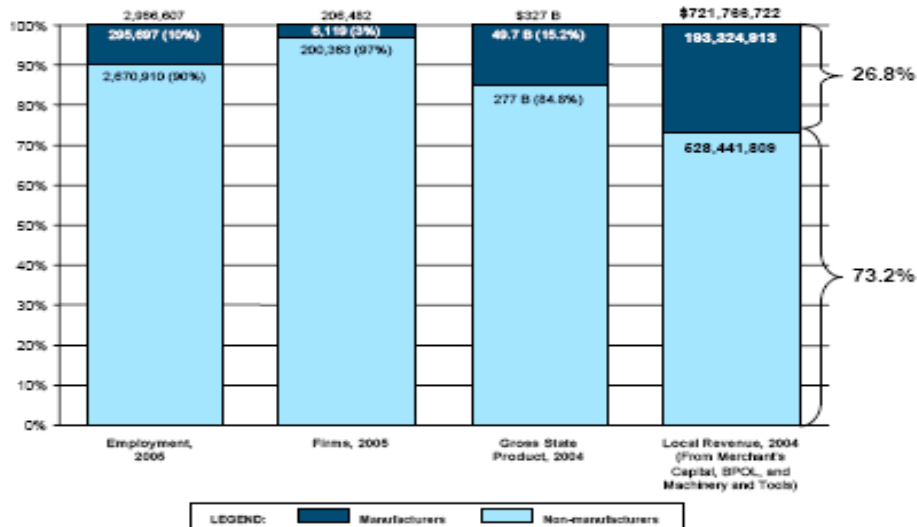 2,966,607
206,482
$327 B
$721,766,722
100%
90%
80%
70%
60%
50%
40%
30%
20%
10%
0%
295,697 (10%)
2,670,910 (90%)
6,119 (3%)
200,363 (97%)
49.7 B (15.2%)
277 B (84.8%)
193,324,913
528,441,809
26.8%
73.2%
Employment,
2005
Firms, 2005
Gross State
Product, 2004
Local Revenue, 2004
(From Merchant's
Capital, BPOL, and
Machinery and Tools)
LEGEND: Manufacturers Non-manufacturers